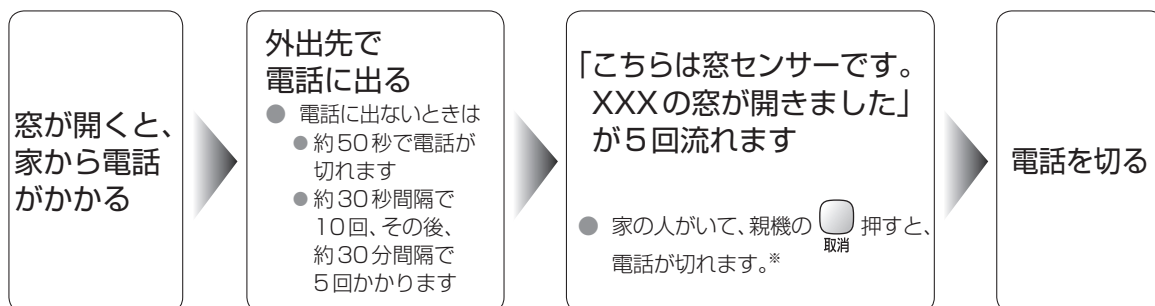 窓が開くと、
家から電話
がかかる
外出先で
電話に出る
● 電話に出ないときは
● 約50秒で電話が
切れます
● 約30秒間隔で
10回、その後、
約30分間隔で
5回かかります
「こちらは窓センサーです。
XXXの窓が開きました」
が5回流れます
● 家の人がいて、親機の 押すと、
取消
電話が切れます。※
電話を切る